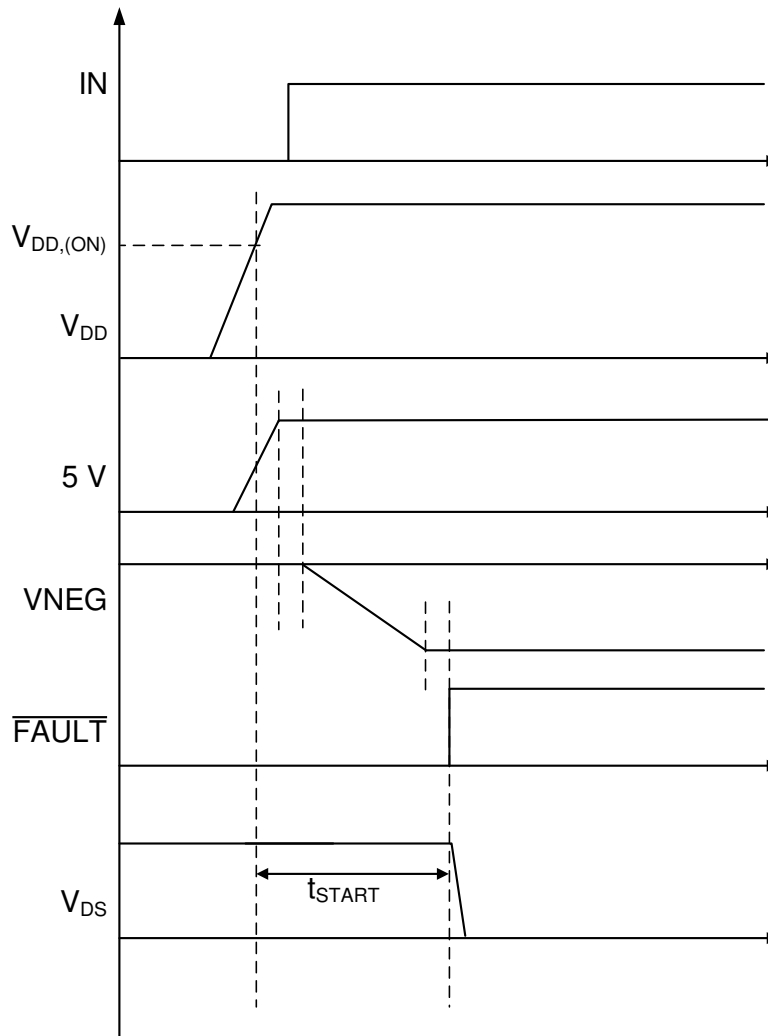 IN
V_DD,(ON)
V_DD
5 V
VNEG
FAULT
t_START
V_DS